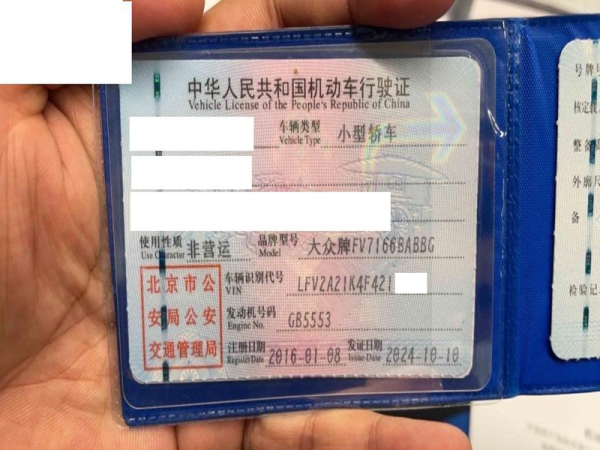 中华人民共和国机动车行驶证
Vehicle License of the People's Republic of China
车辆类型 小型轿车
Vehicle Type
使用性质 非营运 品牌型号 大众牌FV7166BABBG
Use Character Model
北京市公
安局公安
交通管理局
车辆识别代号 LFV2A21K4F421
VIN
发动机号码 GB5553
Engine No.
注册日期 2016-01-08 发证日期 2024-10-10
Register Date Issue Date
号牌号
核定
整备
外廓尺
备
检验记